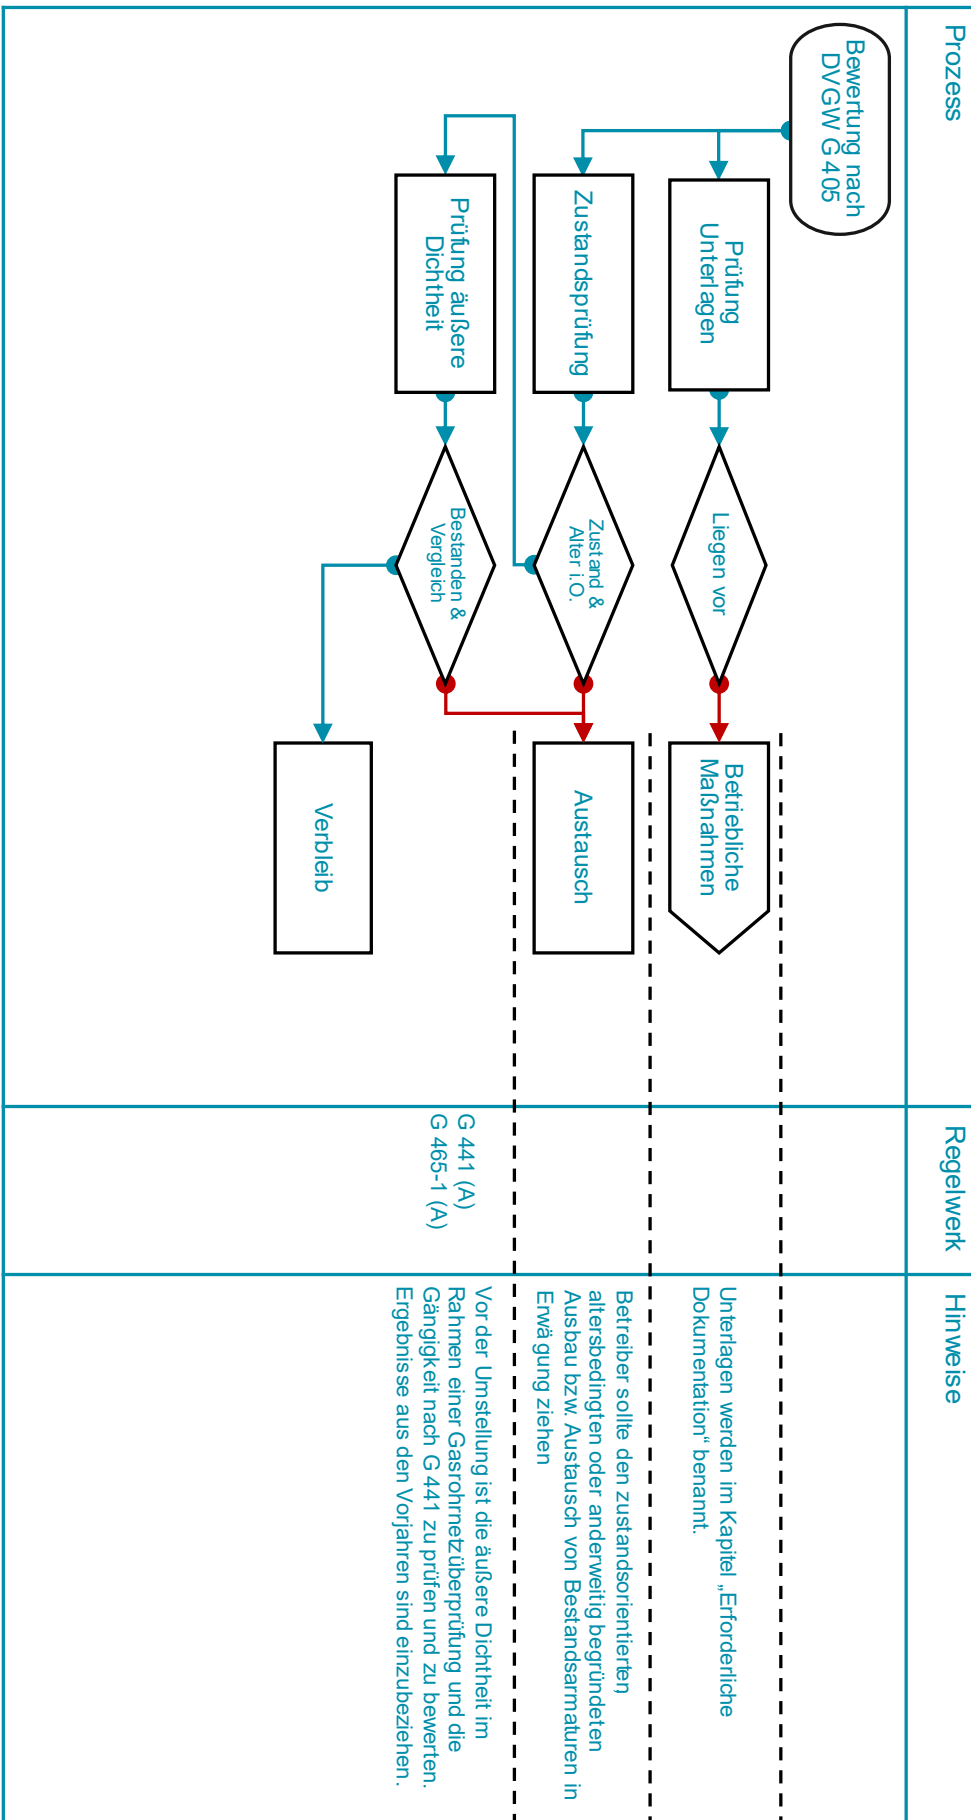 Prozess
Regelwerk
Hinweise
Bewertung nach
DVGW G 405
Prüfung
Unterlagen
Liegen vor
Betriebliche
Maßnahmen
Unterlagen werden im Kapitel „Erforderliche
Dokumentation“ benannt.
Zustandsprüfung
Zustand &
Alter i.O.
Austausch
Betreiber sollte den zustandsorientierten,
altersbedingten oder anderweitig begründeten
Ausbau bzw. Austausch von Bestandsarmaturen in
Erwägung ziehen
Prüfung äußere
Dichtheit
Bestanden &
Vergleich
G 441 (A)
G 465-1 (A)
Vor der Umstellung ist die äußere Dichtheit im
Rahmen einer Gasrohrnetzüberprüfung und die
Gängigkeit nach G 441 zu prüfen und zu bewerten.
Ergebnisse aus den Vorjahren sind einzubeziehen.
Verbleib